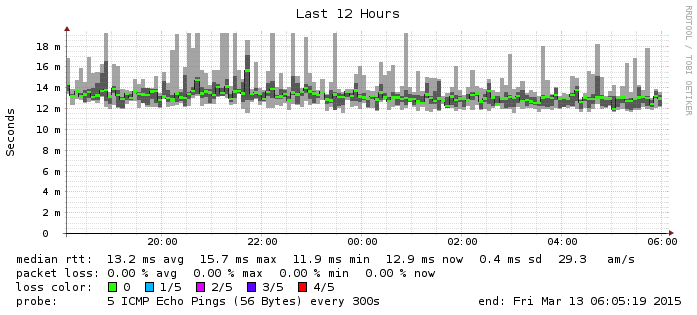 Last 12 Hours
RRDTOOL / TOBI OETIKER
Seconds
18 m
16 m
14 m
12 m
10 m
8 m
6 m
4 m
2 m
0
20:00 22:00 00:00 02:00 04:00 06:00
median rtt: 13.2 ms avg 15.7 ms max 11.9 ms min 12.9 ms now 0.4 ms sd 29.3 am/s
packet loss: 0.00 % avg 0.00 % max 0.00 % min 0.00 % now
loss color: 0 1/5 2/5 3/5 4/5
probe: 5 ICMP Echo Pings (56 Bytes) every 300s end: Fri Mar 13 06:05:19 2015